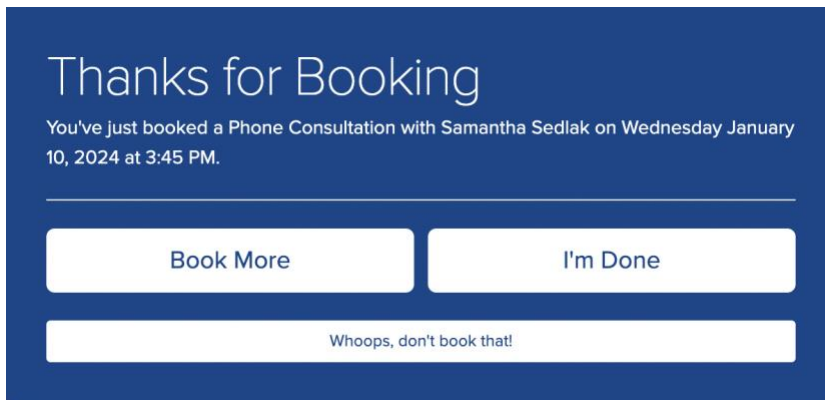 Thanks for Booking
You've just booked a Phone Consultation with Samantha Sedlak on Wednesday January
10, 2024 at 3:45 PM.
Book More
I'm Done
Whoops, don't book that!